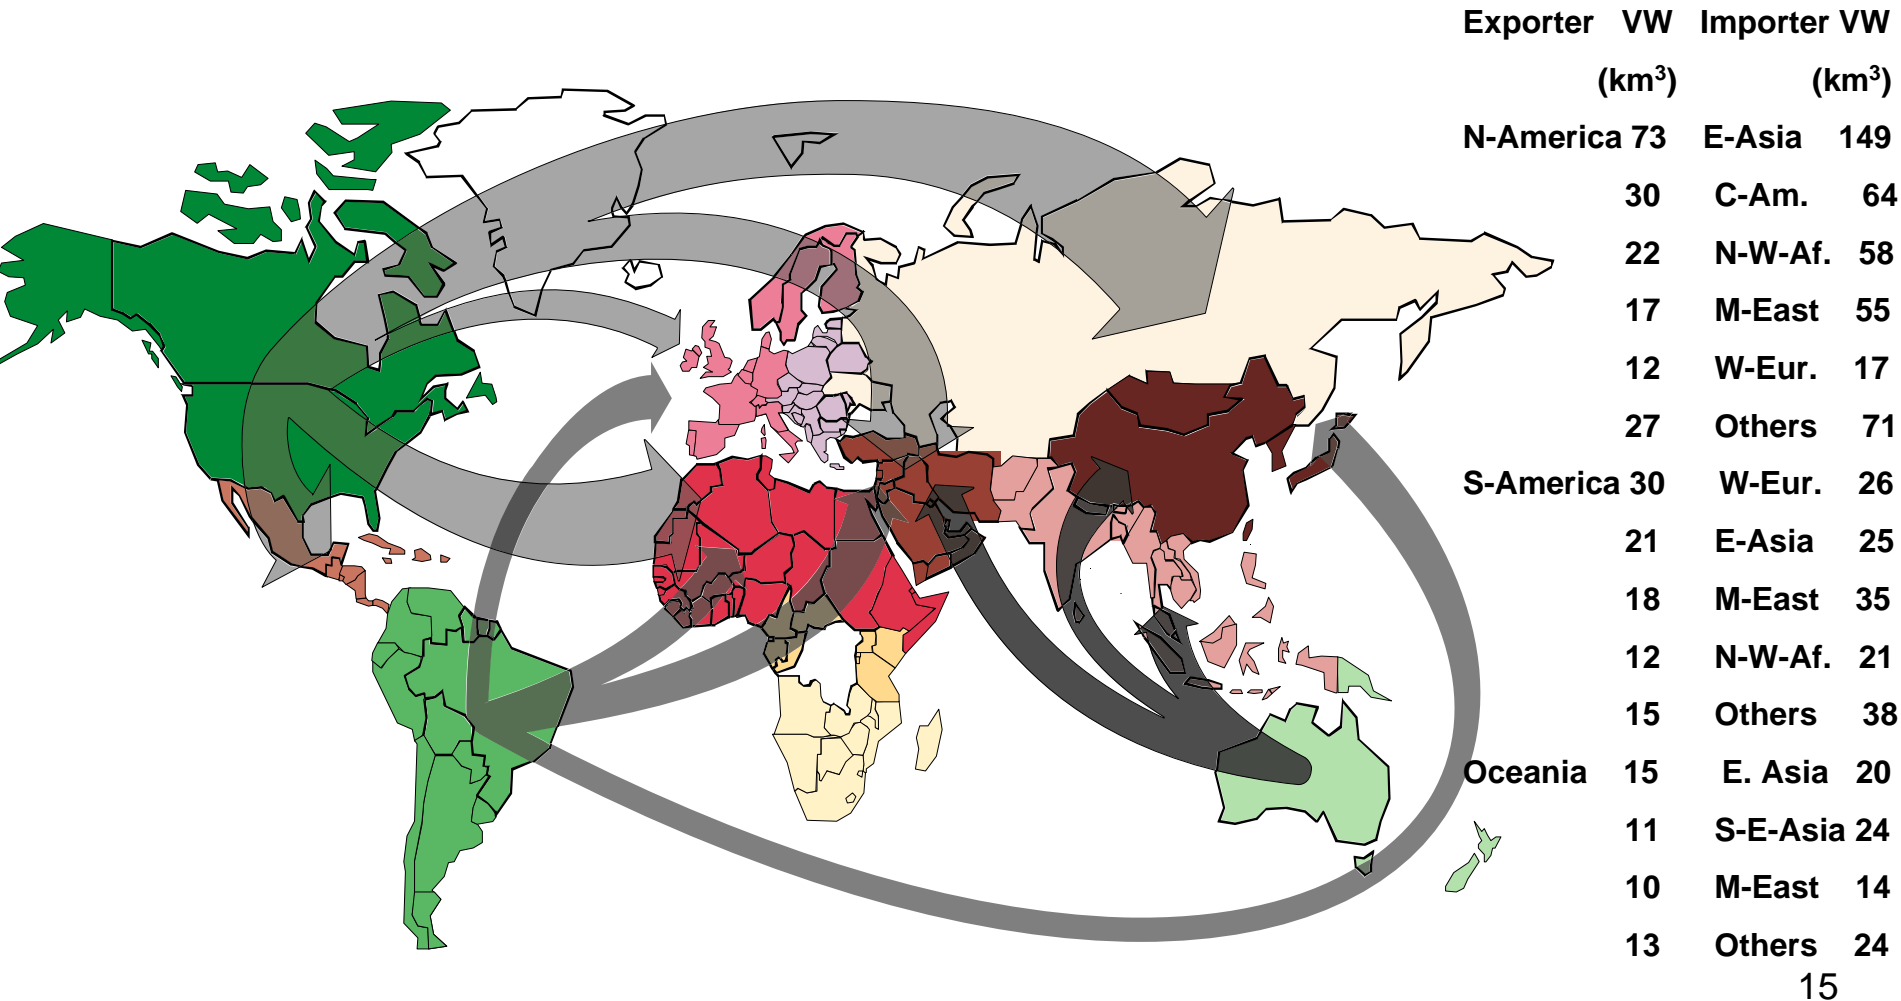 Exporter VW Importer VW
(km³) (km³)
N-America 73 E-Asia 149
30 C-Am. 64
22 N-W-Af. 58
17 M-East 55
12 W-Eur. 17
27 Others 71
S-America 30 W-Eur. 26
21 E-Asia 25
18 M-East 35
12 N-W-Af. 21
15 Others 38
Oceania 15 E. Asia 20
11 S-E-Asia 24
10 M-East 14
13 Others 24
15